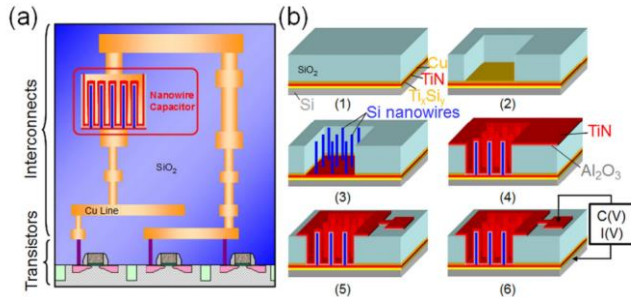 (a)
Interconnects
Transistors
Nanowire
Capacitor
SiO₂
Cu Line
(b)
SiO₂
Cu
TiN
TiₓSiᵧ
Si
(1)
(2)
Si nanowires
(3)
TiN
Al₂O₃
(4)
(5)
C(V)
I(V)
(6)